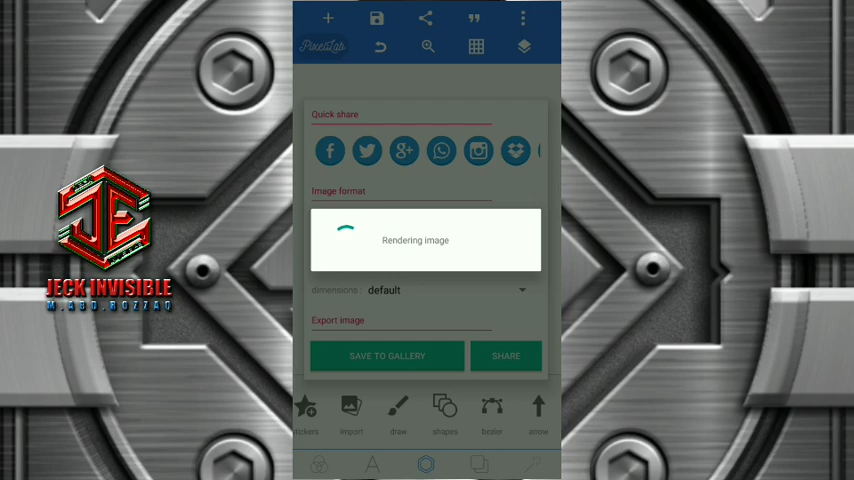 PixelLab
Quick share
Image format
Rendering image
dimensions : default
Export image
SAVE TO GALLERY
SHARE
JE
JECK INVISIBLE
M.ABD.ROZZAQ
stickers
import
draw
shapes
bezier
arrow